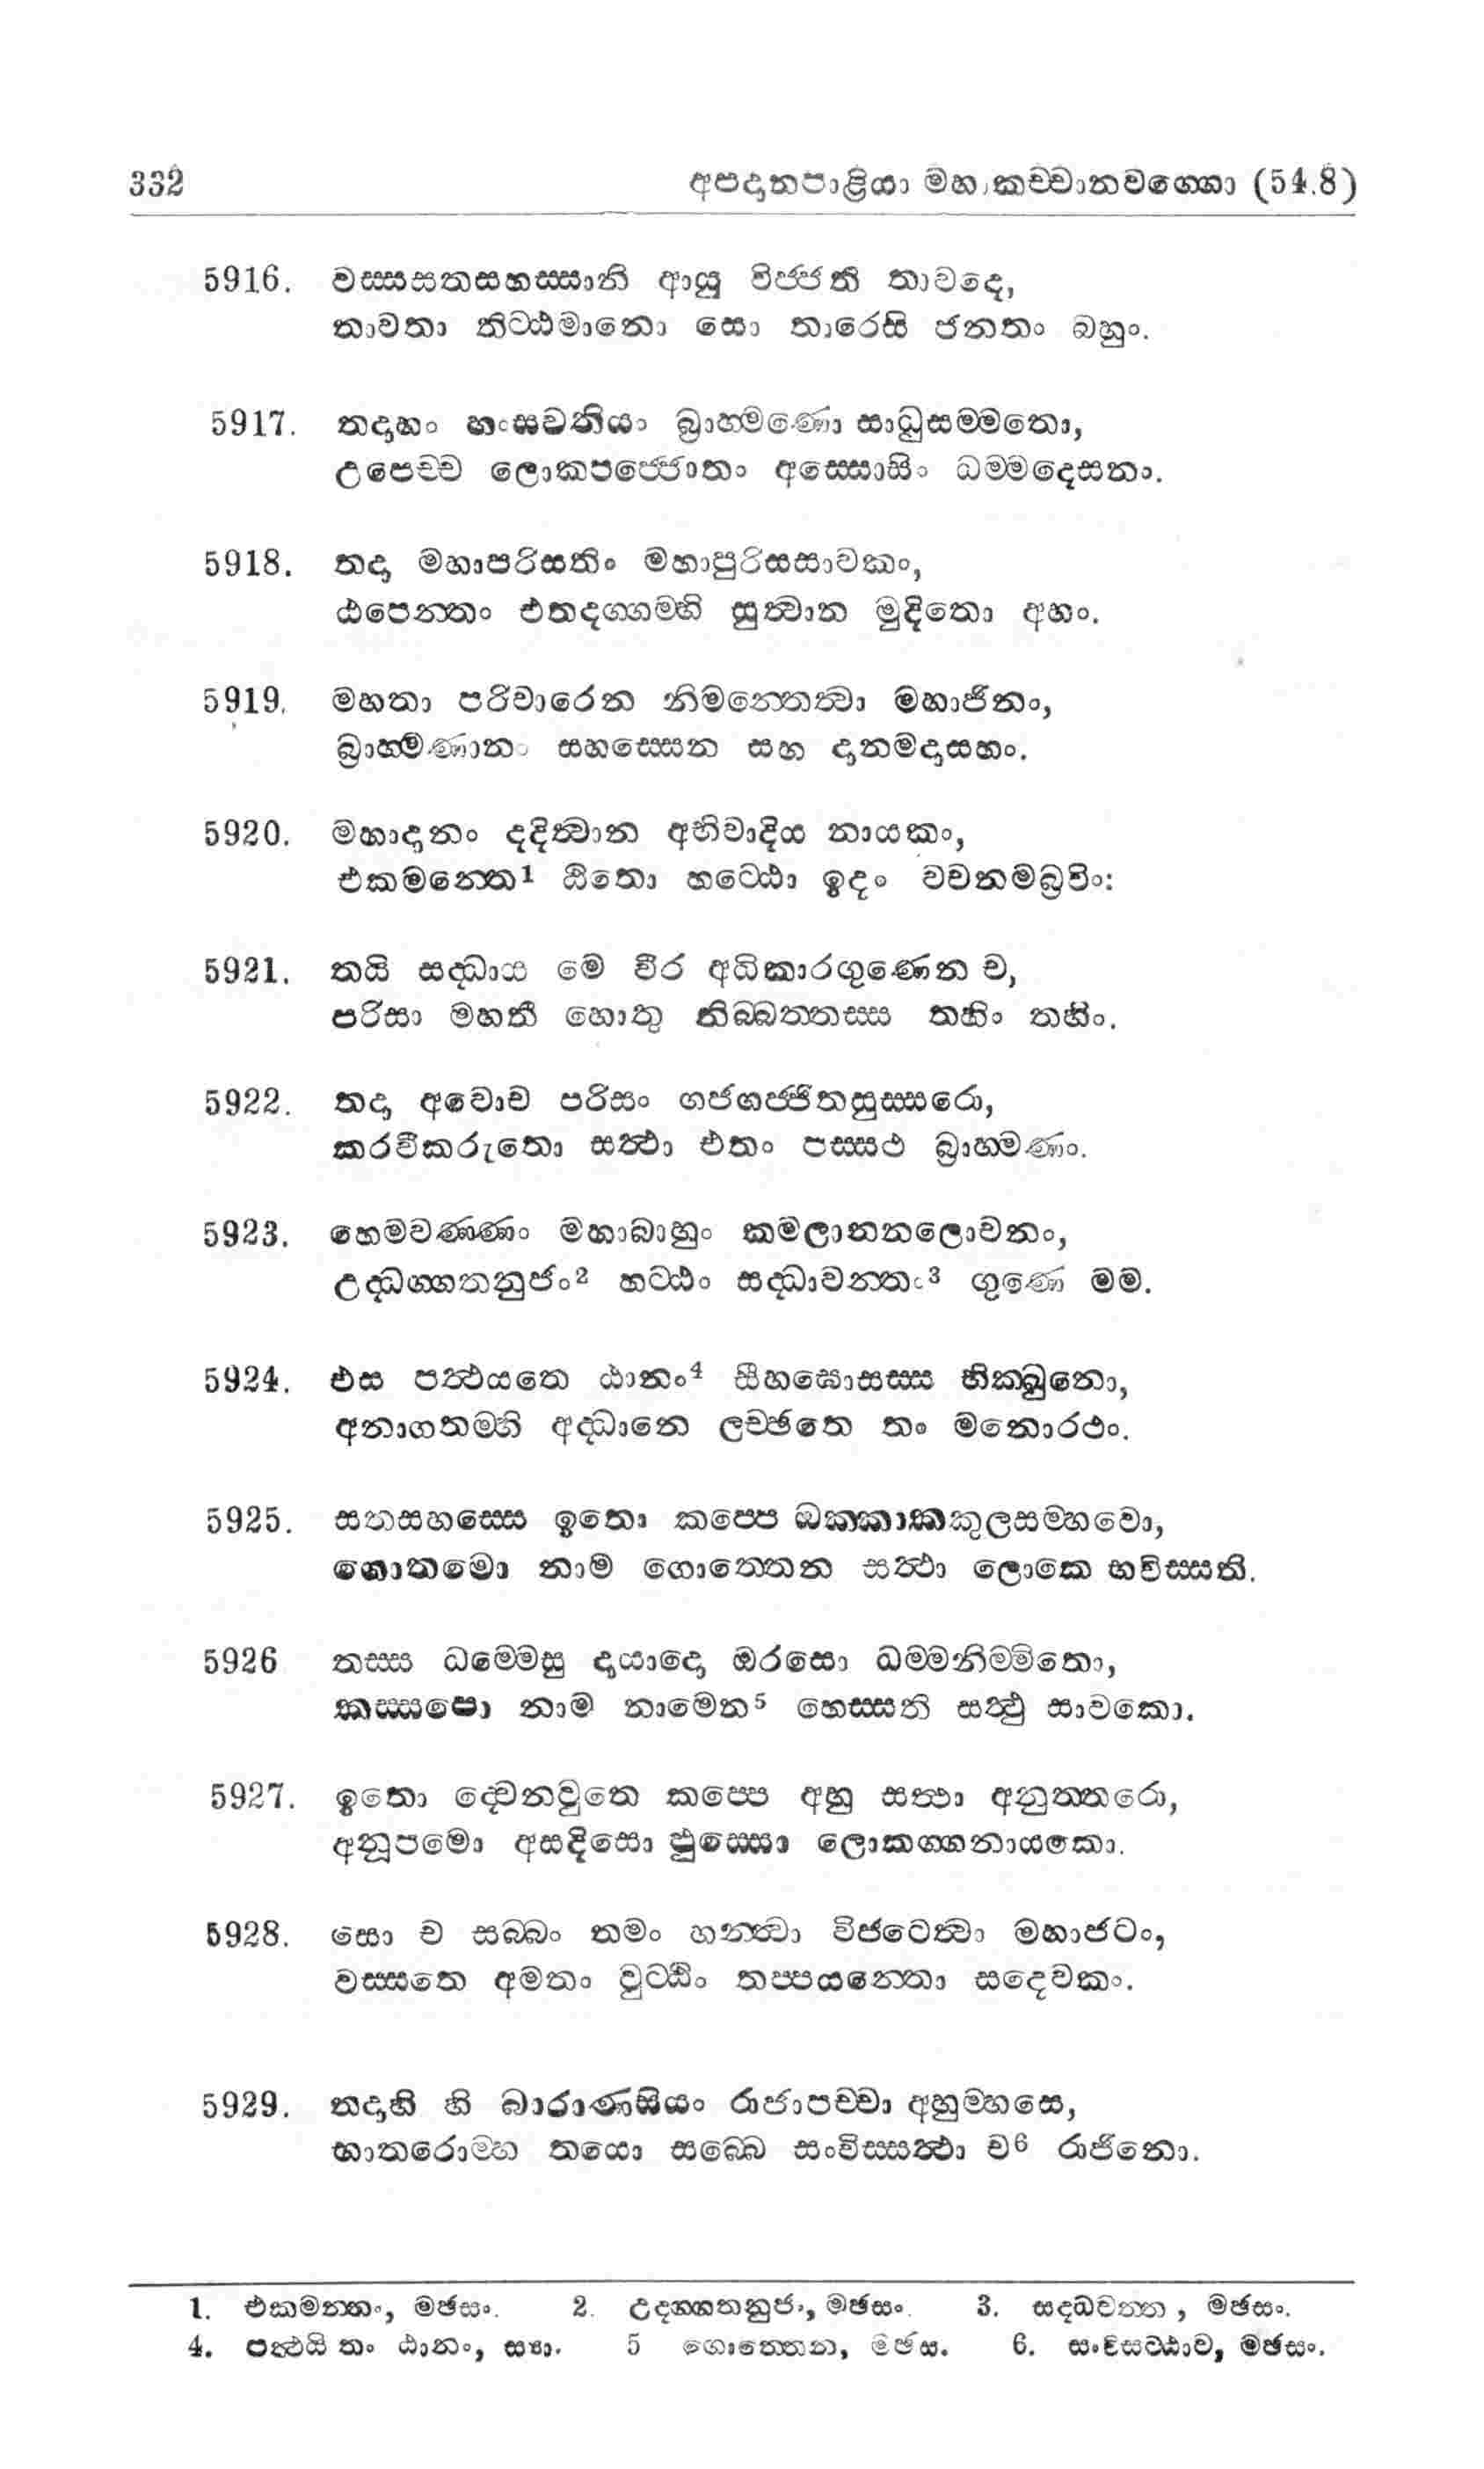 332 අපදානපාළියා මහාකච්චානවග්ගො (54.8)
5916. වස්සසතසහස්සානි ආයු විජ්ජති තාවදෙ,
තාවතා තිට්ඨමානො සො තාරෙසි ජනතං බහුං.
5917. තදාහං හංසවතියා බ්‍රාහ්මණො සාධුසම්මතො,
උපෙච්ච ලොකපජ්ජොතං අස්සොසිං ධම්මදෙසනං.
5918. තදා මහාපරිසතිං මහාපුරිසසාවකං,
ඨපෙන්තං එතදග්ගම්හි සුත්‍වාන මුදිතො අහං.
5919. මහතා පරිවාරෙන නිමන්තෙත්‍වා මහාජිනං,
බ්‍රාහ්මණානං සහස්සෙන සහ දානමදාසහං.
5920. මහාදානං දදිත්‍වාන අභිවාදිය නායකං,
එකමන්තෙ1 ඨිතො හට්ඨො ඉදං වචනමබ්‍රවිං:
5921. තයි සද්ධාය මෙ වීර අධිකාරගුණෙන ච,
පරිසා මහතී හොතු නිබ්බත්තස්ස තහිං තහිං.
5922. තදා අවොච පරිසං ගජගජ්ජිතසුස්සරො,
කරවීකරුතො සත්‍ථා එතං පස්සථ බ්‍රාහ්මණං.
5923. හෙමවණ්ණං මහාබාහුං කමලානනලොචනං,
උද්ධග්ගතනුජං2 හට්ඨං සද්ධාවන්තං3 ගුණෙ මම.
5924. එස පත්‍ථයතෙ ඨානං4 සීහඝොසස්ස භික්ඛුනො,
අනාගතම්හි අද්ධානෙ ලච්ඡතෙ තං මනොරථං.
5925. සතසහස්සෙ ඉතො කප්පෙ ඔක්කාකකුලසම්භවො,
ගොතමො නාම ගොත්තෙන සත්‍ථා ලොකෙ භවිස්සති.
5926 තස්ස ධම්මෙසු දායාදො ඔරසො ධම්මනිම්මිතො,
කස්සපො නාම නාමෙන5 හෙස්සති සත්‍ථු සාවකො.
5927. ඉතො ද්වෙනවුතෙ කප්පෙ අහු සත්‍ථා අනුත්තරො,
අනූපමො අසදිසො ඵුස්සො ලොකග්ගනායකො.
5928. සො ච සබ්බං තමං හන්ත්‍වා විජටෙත්‍වා මහාජටං,
වස්සතෙ අමතං වුට්ඨිං තප්පයන්තො සදෙවකං.
5929. තදාහි හි බාරාණසියං රාජාපච්චා අහුම්හසෙ,
භාතරොම්හ තයො සබ්බෙ සංවිස්සත්‍ථා ච6 රාජිනො.
1. එකමන්තං, මඡසං. 2. උදග්ගතනුජං, මඡසං. 3. සද්ධවන්තං, මඡසං.
4. පත්‍ථයි තං ඨානං, ස්‍යා. 5 ගොත්තෙන, මඡසං. 6. සංවිසට්ඨාව, මඡසං.